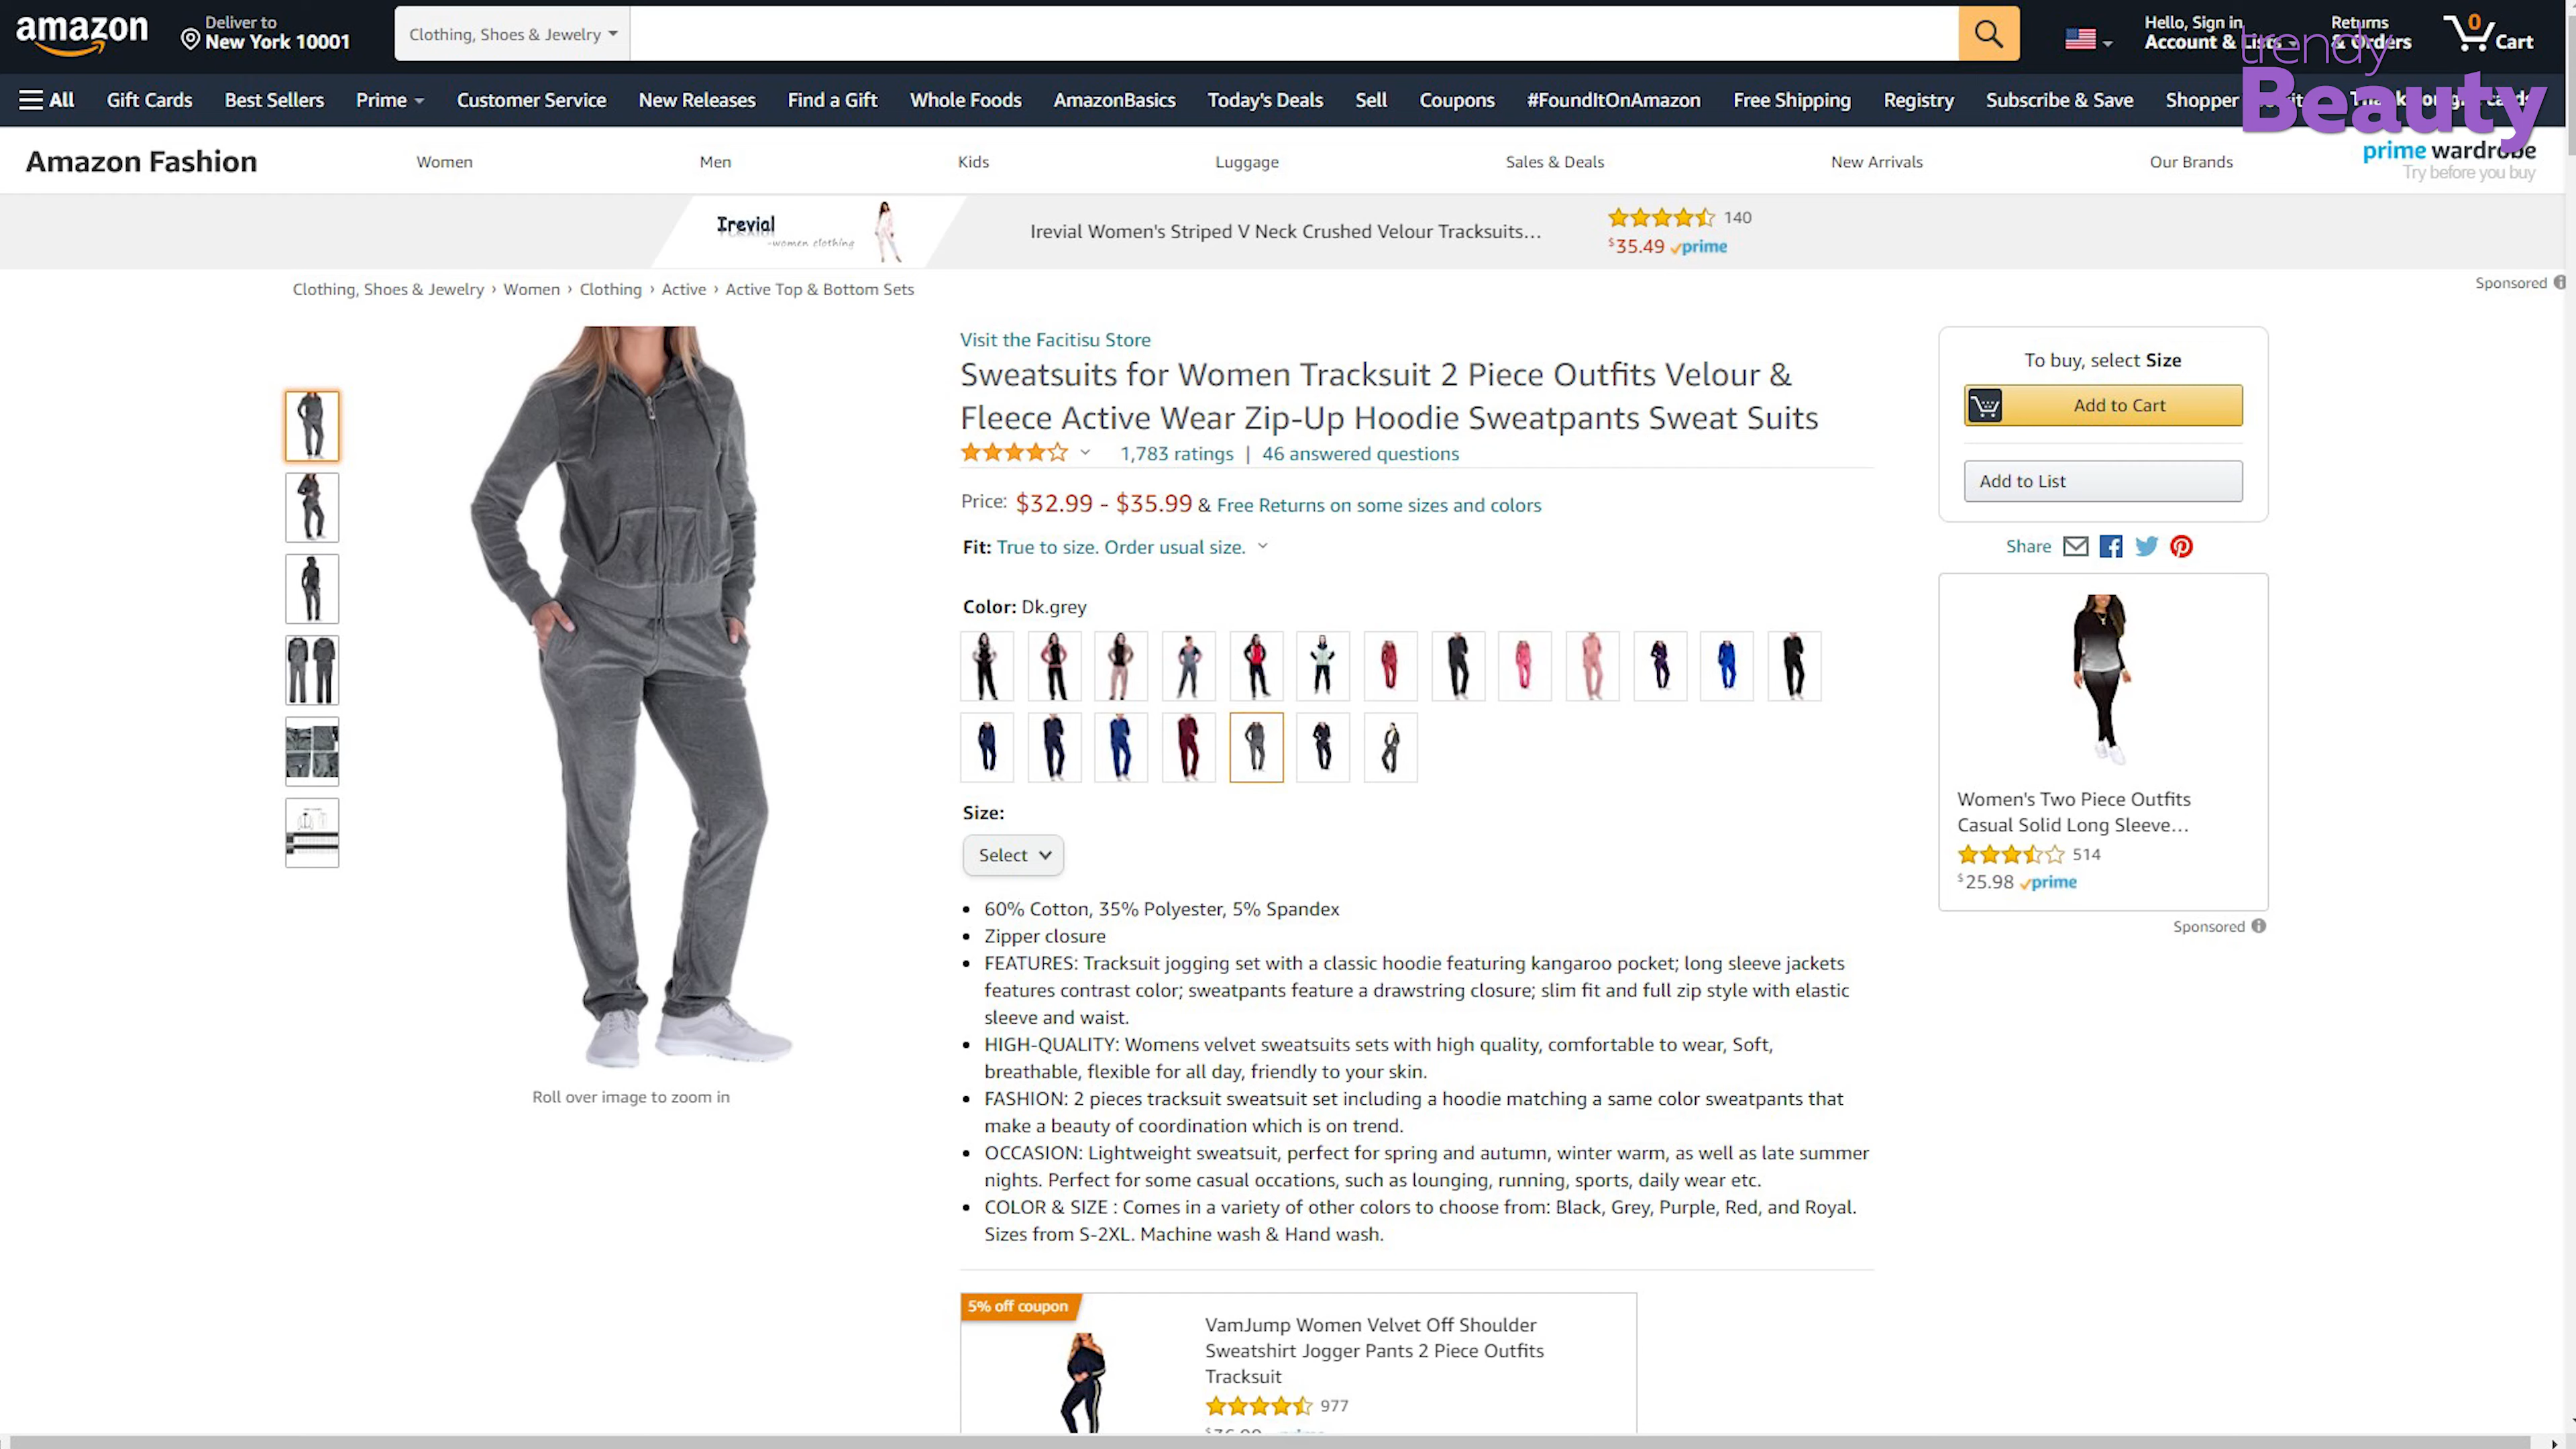 amazon
Deliver to
New York 10001
Clothing, Shoes & Jewelry
Hello, Sign in
Account & Lists
Returns
& Orders
0
Cart
trendy
Beauty
All
Gift Cards
Best Sellers
Prime
Customer Service
New Releases
Find a Gift
Whole Foods
AmazonBasics
Today's Deals
Sell
Coupons
#FoundItOnAmazon
Free Shipping
Registry
Subscribe & Save
Shopper
Amazon Fashion
Women
Men
Kids
Luggage
Sales & Deals
New Arrivals
Our Brands
prime wardrobe
Try before you buy
Irevial
-women clothing
Irevial Women's Striped V Neck Crushed Velour Tracksuits...
140
$35.49 prime
Sponsored
Clothing, Shoes & Jewelry › Women › Clothing › Active › Active Top & Bottom Sets
Roll over image to zoom in
Visit the Facitisu Store
Sweatsuits for Women Tracksuit 2 Piece Outfits Velour &
Fleece Active Wear Zip-Up Hoodie Sweatpants Sweat Suits
1,783 ratings | 46 answered questions
Price: $32.99 - $35.99 & Free Returns on some sizes and colors
Fit: True to size. Order usual size.
Color: Dk.grey
Size:
Select
• 60% Cotton, 35% Polyester, 5% Spandex
• Zipper closure
• FEATURES: Tracksuit jogging set with a classic hoodie featuring kangaroo pocket; long sleeve jackets
features contrast color; sweatpants feature a drawstring closure; slim fit and full zip style with elastic
sleeve and waist.
• HIGH-QUALITY: Womens velvet sweatsuits sets with high quality, comfortable to wear, Soft,
breathable, flexible for all day, friendly to your skin.
• FASHION: 2 pieces tracksuit sweatsuit set including a hoodie matching a same color sweatpants that
make a beauty of coordination which is on trend.
• OCCASION: Lightweight sweatsuit, perfect for spring and autumn, winter warm, as well as late summer
nights. Perfect for some casual occations, such as lounging, running, sports, daily wear etc.
• COLOR & SIZE : Comes in a variety of other colors to choose from: Black, Grey, Purple, Red, and Royal.
Sizes from S-2XL. Machine wash & Hand wash.
5% off coupon
VamJump Women Velvet Off Shoulder
Sweatshirt Jogger Pants 2 Piece Outfits
Tracksuit
977
To buy, select Size
Add to Cart
Add to List
Share
Women's Two Piece Outfits
Casual Solid Long Sleeve...
514
$25.98 prime
Sponsored